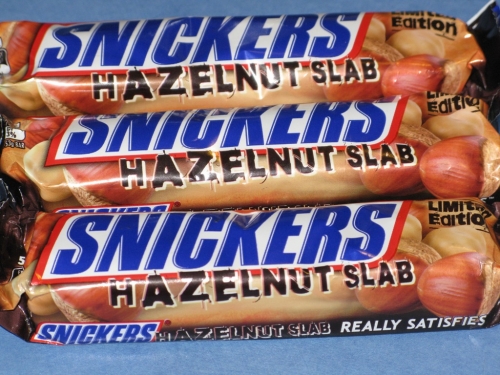 Limited
Edition
SNICKERS
HAZELNUT SLAB
Limited
Edition
SNICKERS
HAZELNUT SLAB
LIMITED
Edition
SNICKERS
HAZELNUT SLAB
SNICKERS HAZELNUT SLAB REALLY SATISFIES